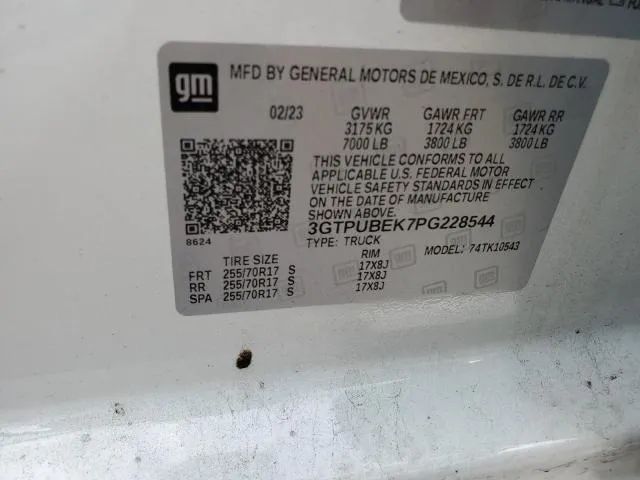 gm
MFD BY GENERAL MOTORS DE MEXICO, S. DE R.L. DE C.V.
02/23 GVWR GAWR FRT GAWR RR
3175 KG 1724 KG 1724 KG
7000 LB 3800 LB 3800 LB
THIS VEHICLE CONFORMS TO ALL
APPLICABLE U.S. FEDERAL MOTOR
VEHICLE SAFETY STANDARDS IN EFFECT
ON THE DATE OF MANUFACTURE
SHOWN ABOVE.
3GTPUBEK7PG228544
TYPE: TRUCK MODEL: 74TK10543
8624
TIRE SIZE RIM
FRT 255/70R17 S 17X8J
RR 255/70R17 S 17X8J
SPA 255/70R17 S 17X8J